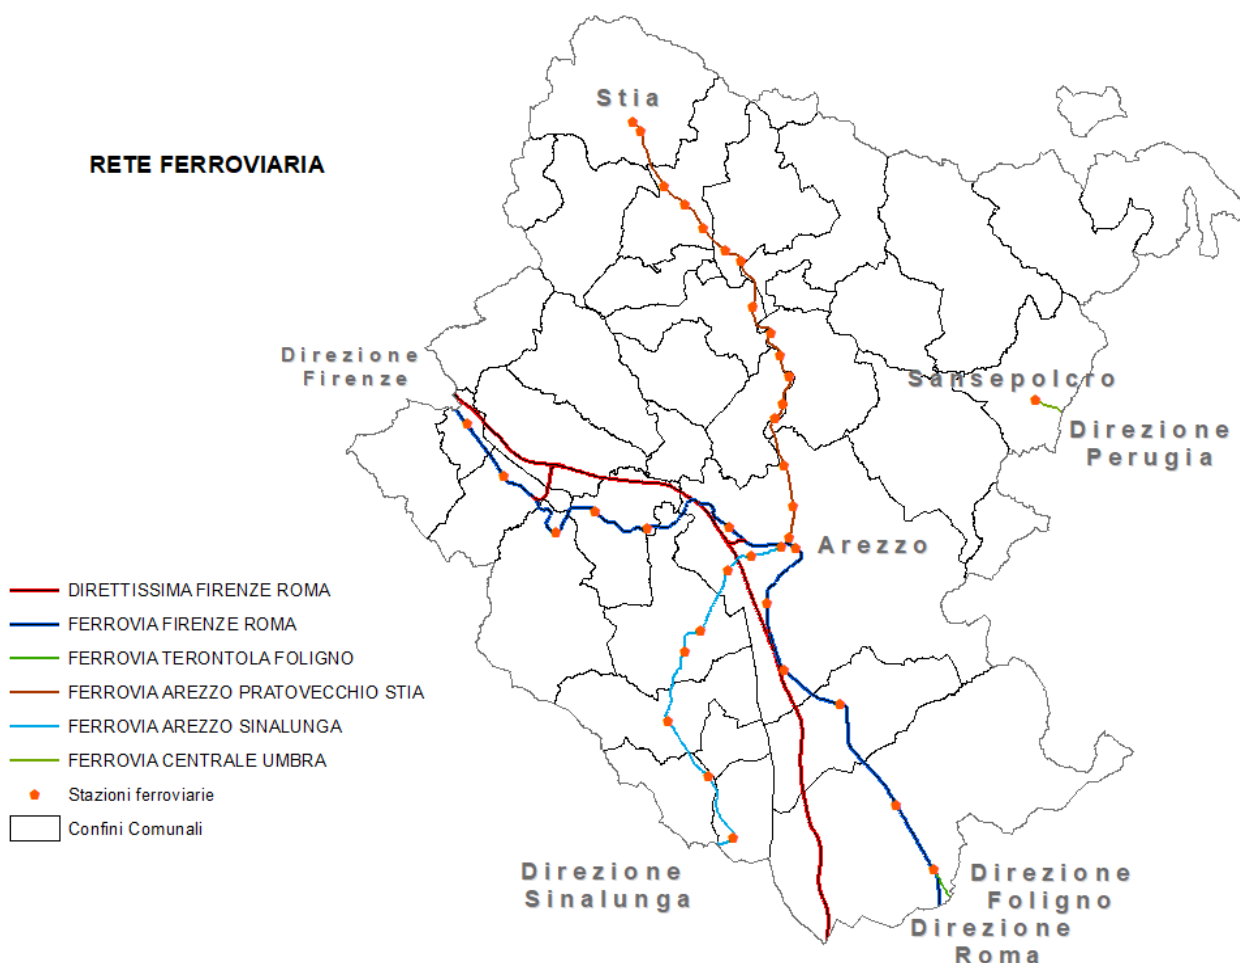 Stia
RETE FERROVIARIA
Direzione
Firenze
Sansepolcro
Direzione
Perugia
Arezzo
DIRETTISSIMA FIRENZE ROMA
FERROVIA FIRENZE ROMA
FERROVIA TERONTOLA FOLIGNO
FERROVIA AREZZO PRATOVECCHIO STIA
FERROVIA AREZZO SINALUNGA
FERROVIA CENTRALE UMBRA
Stazioni ferroviarie
Confini Comunali
Direzione
Sinalunga
Direzione
Foligno
Direzione
Roma